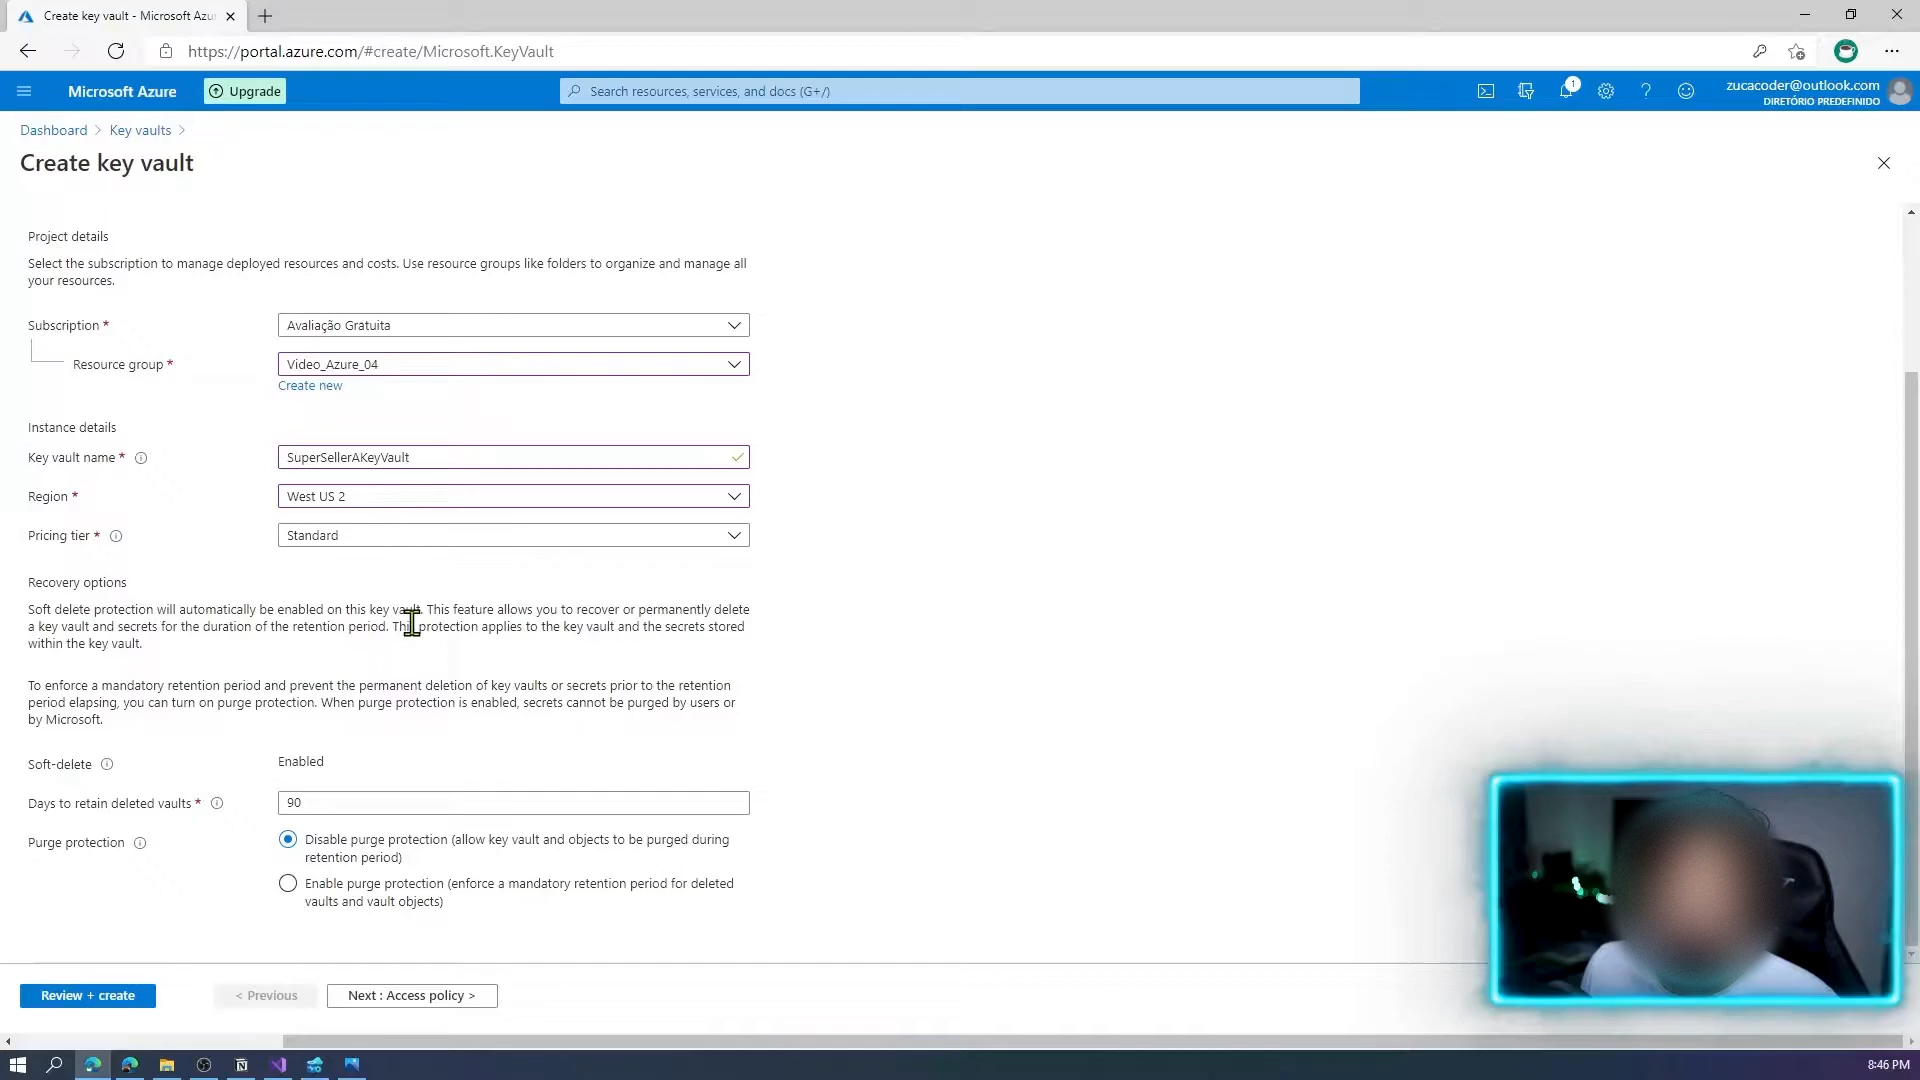 Create key vault - Microsoft Azu
https://portal.azure.com/#create/Microsoft.KeyVault
Microsoft Azure
Upgrade
Search resources, services, and docs (G+/)
1
zucacoder@outlook.com
DIRETÓRIO PREDEFINIDO
Dashboard > Key vaults >
Create key vault
Project details
Select the subscription to manage deployed resources and costs. Use resource groups like folders to organize and manage all
your resources.
Subscription *
Avaliação Gratuita
Resource group *
Video_Azure_04
Create new
Instance details
Key vault name *
SuperSellerAKeyVault
Region *
West US 2
Pricing tier *
Standard
Recovery options
Soft delete protection will automatically be enabled on this key vault. This feature allows you to recover or permanently delete
a key vault and secrets for the duration of the retention period. This protection applies to the key vault and the secrets stored
within the key vault.
To enforce a mandatory retention period and prevent the permanent deletion of key vaults or secrets prior to the retention
period elapsing, you can turn on purge protection. When purge protection is enabled, secrets cannot be purged by users or
by Microsoft.
Soft-delete
Enabled
Days to retain deleted vaults *
90
Purge protection
Disable purge protection (allow key vault and objects to be purged during
retention period)
Enable purge protection (enforce a mandatory retention period for deleted
vaults and vault objects)
Review + create
< Previous
Next : Access policy >
8:46 PM